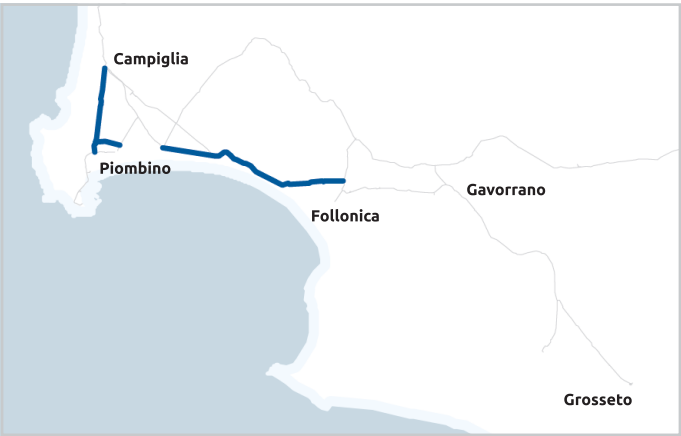 Campiglia
Piombino
Gavorrano
Follonica
Grosseto